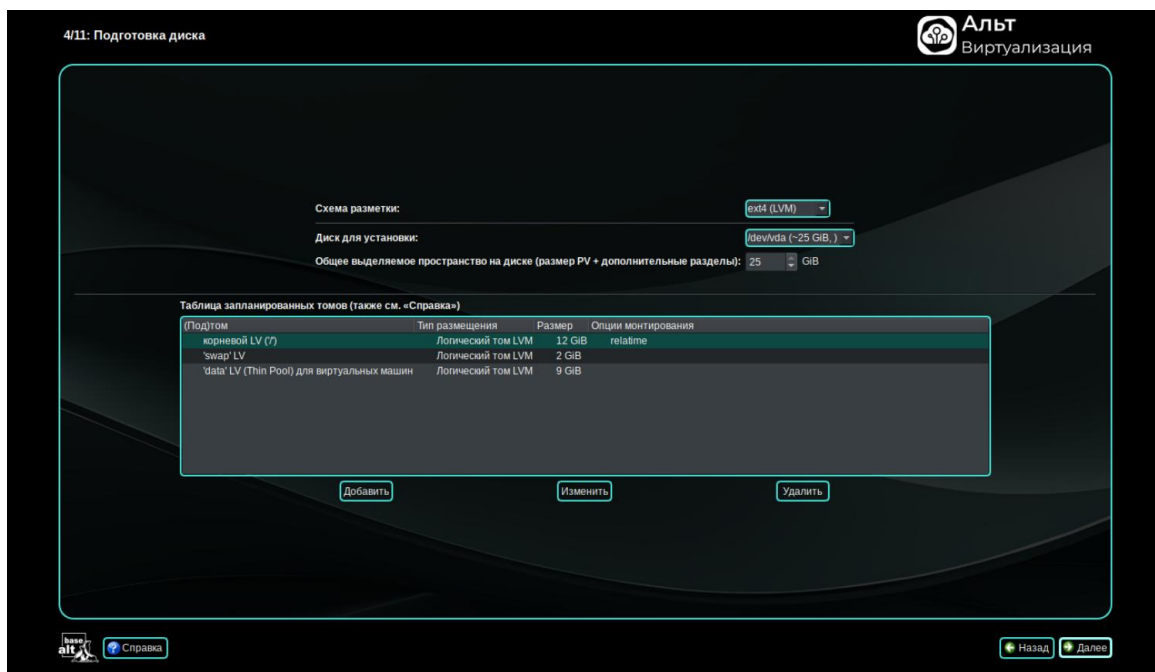 4/11: Подготовка диска
Альт
Виртуализация
Схема разметки: ext4 (LVM)
Диск для установки: /dev/vda (~25 GiB, )
Общее выделяемое пространство на диске (размер PV + дополнительные разделы): 25 GiB
Таблица запланированных томов (также см. «Справка»)
(Под)том Тип размещения Размер Опции монтирования
корневой LV ('/') Логический том LVM 12 GiB relatime
'swap' LV Логический том LVM 2 GiB
'data' LV (Thin Pool) для виртуальных машин Логический том LVM 9 GiB
Добавить Изменить Удалить
base alt Справка Назад Далее